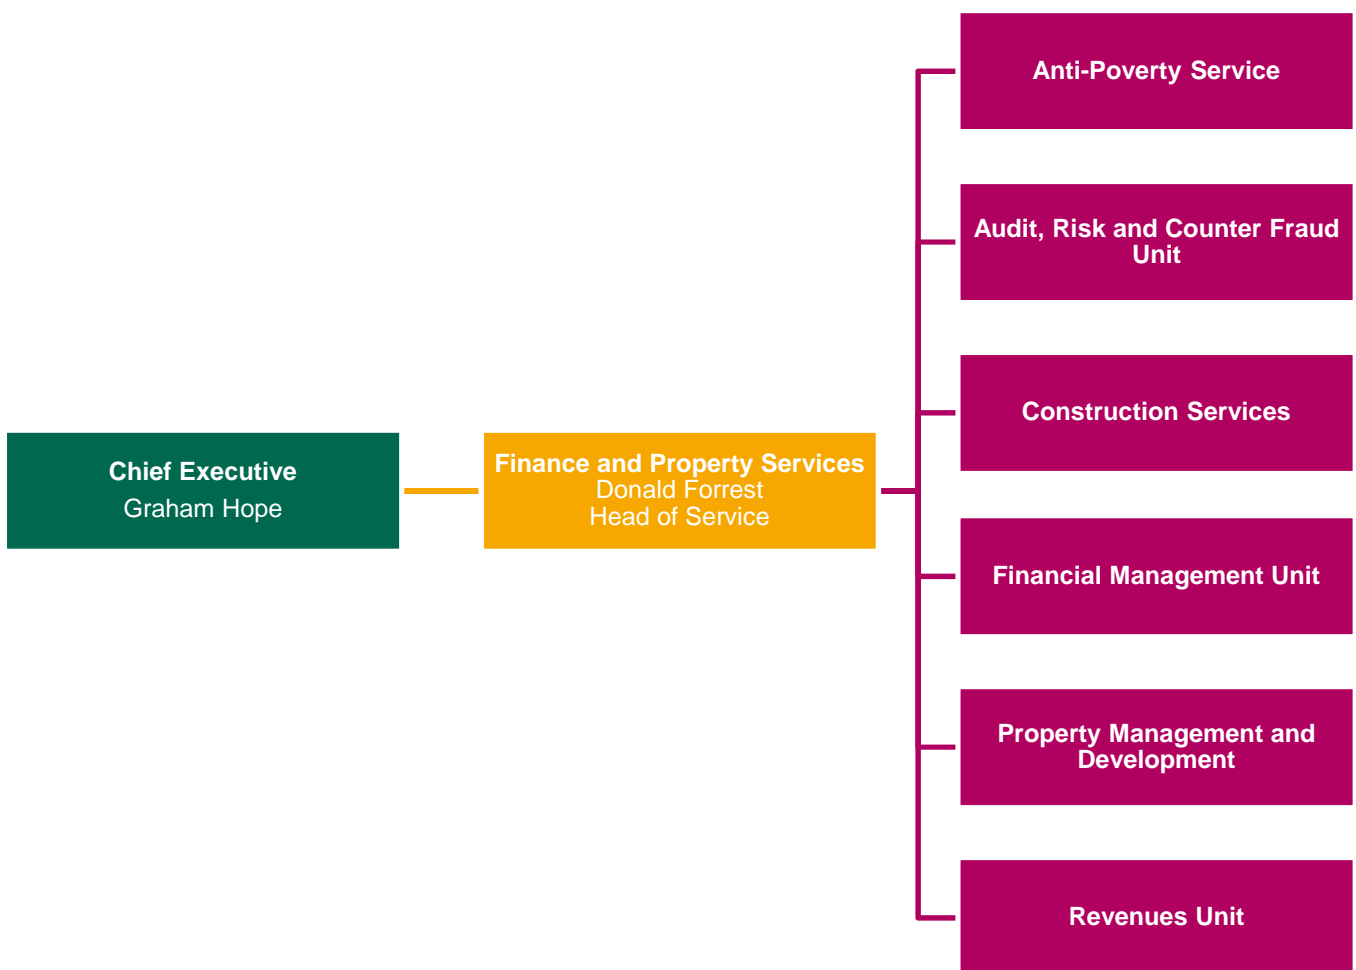 Anti-Poverty Service
Audit, Risk and Counter Fraud
Unit
Construction Services
Chief Executive
Graham Hope
Finance and Property Services
Donald Forrest
Head of Service
Financial Management Unit
Property Management and
Development
Revenues Unit